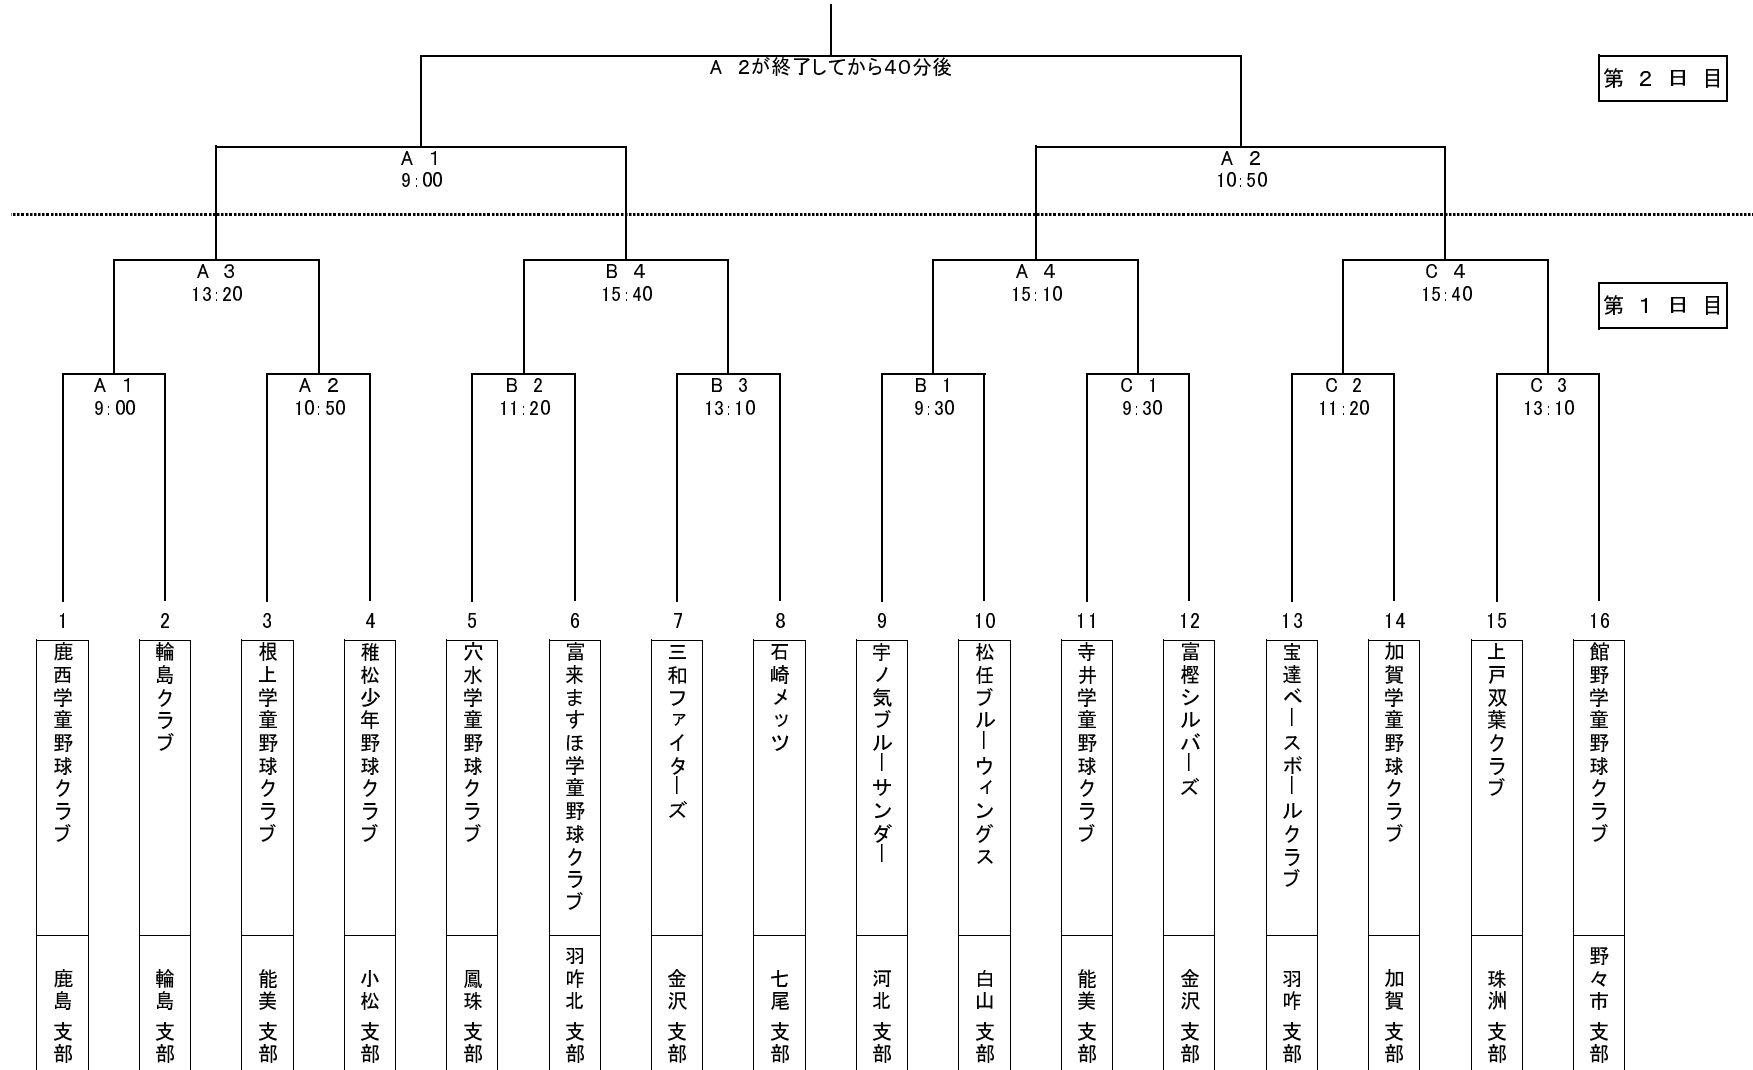 A 2が終了してから40分後
第 2 日 目
A 1
9:00
A 2
10:50
A 3
13:20
B 4
15:40
A 4
15:10
C 4
15:40
第 1 日 目
A 1
9:00
A 2
10:50
B 2
11:20
B 3
13:10
B 1
9:30
C 1
9:30
C 2
11:20
C 3
13:10
1
2
3
4
5
6
7
8
9
10
11
12
13
14
15
16
鹿西学童野球クラブ
輪島クラブ
根上学童野球クラブ
稚松少年野球クラブ
穴水学童野球クラブ
富来ますほ学童野球クラブ
三和ファイターズ
石崎メッツ
宇ノ気ブルーサンダー
松任ブルーウィングス
寺井学童野球クラブ
富樫シルバーズ
宝達ベースボールクラブ
加賀学童野球クラブ
上戸双葉クラブ
館野学童野球クラブ
鹿島 支部
輪島 支部
能美 支部
小松 支部
鳳珠 支部
羽咋北 支部
金沢 支部
七尾 支部
河北 支部
白山 支部
能美 支部
金沢 支部
羽咋 支部
加賀 支部
珠洲 支部
野々市 支部